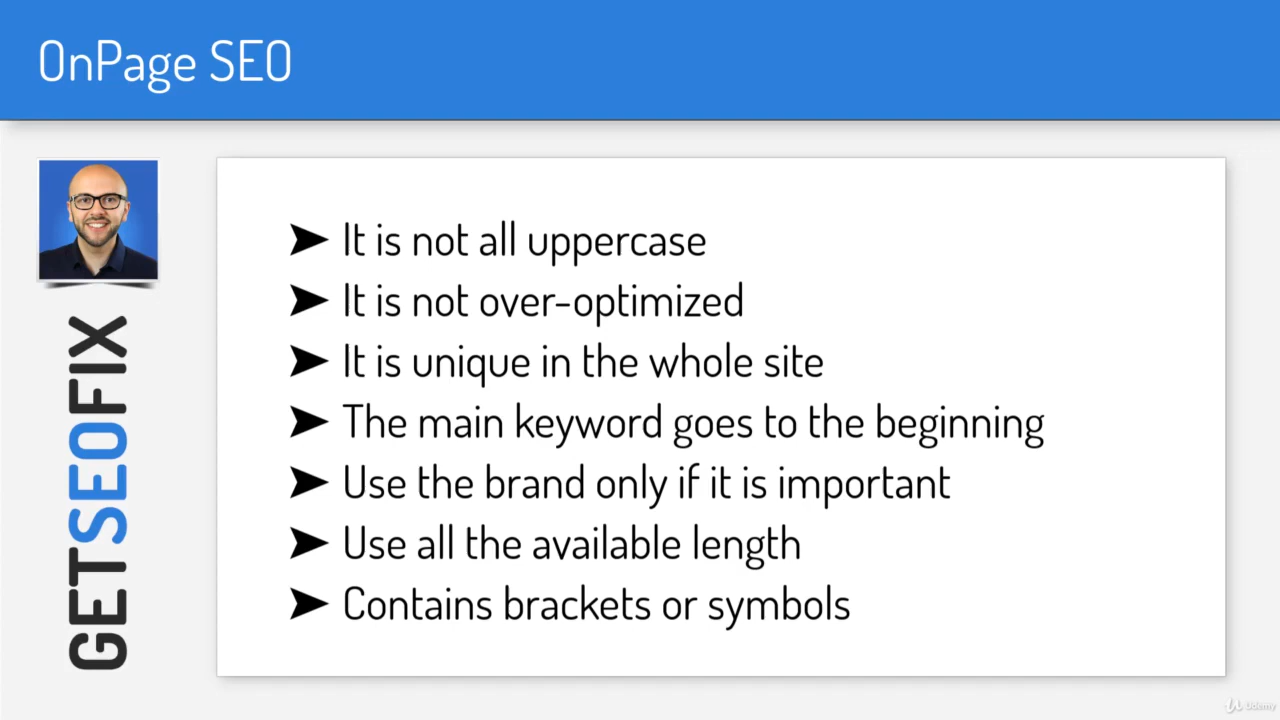 OnPage SEO
GETSEOFIX
➤ It is not all uppercase
➤ It is not over-optimized
➤ It is unique in the whole site
➤ The main keyword goes to the beginning
➤ Use the brand only if it is important
➤ Use all the available length
➤ Contains brackets or symbols
Udemy